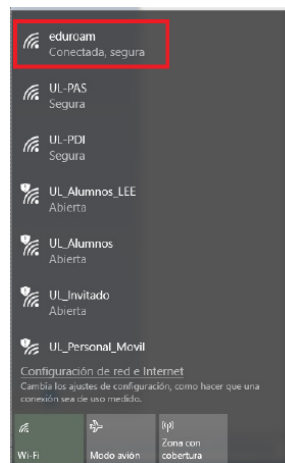 eduroam
Conectada, segura
UL-PAS
Segura
UL-PDI
Segura
UL_Alumnos_LEE
Abierta
UL_Alumnos
Abierta
UL_Invitado
Abierta
UL_Personal_Movil
Configuración de red e Internet
Cambia los ajustes de configuración, como hacer que una
conexión sea de uso medido.
Wi-Fi
Modo avión
Zona con
cobertura